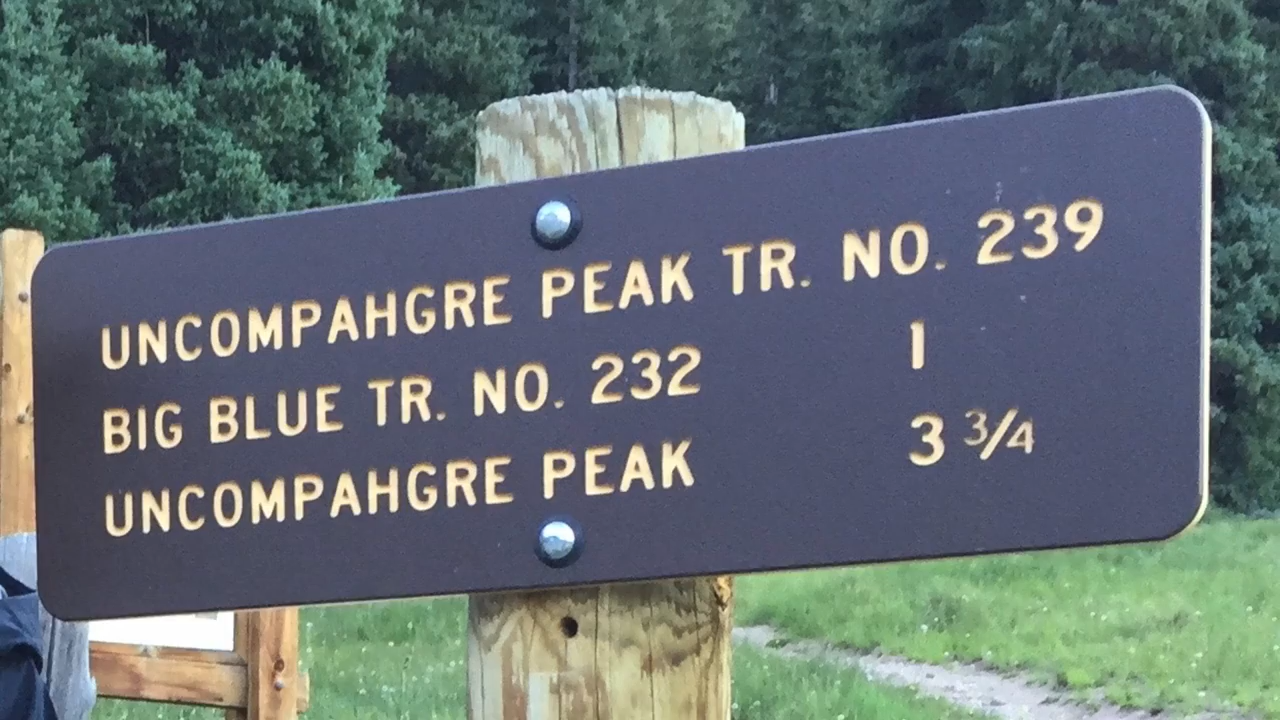 UNCOMPAHGRE PEAK TR. NO. 239
BIG BLUE TR. NO. 232 1
UNCOMPAHGRE PEAK 3 3/4